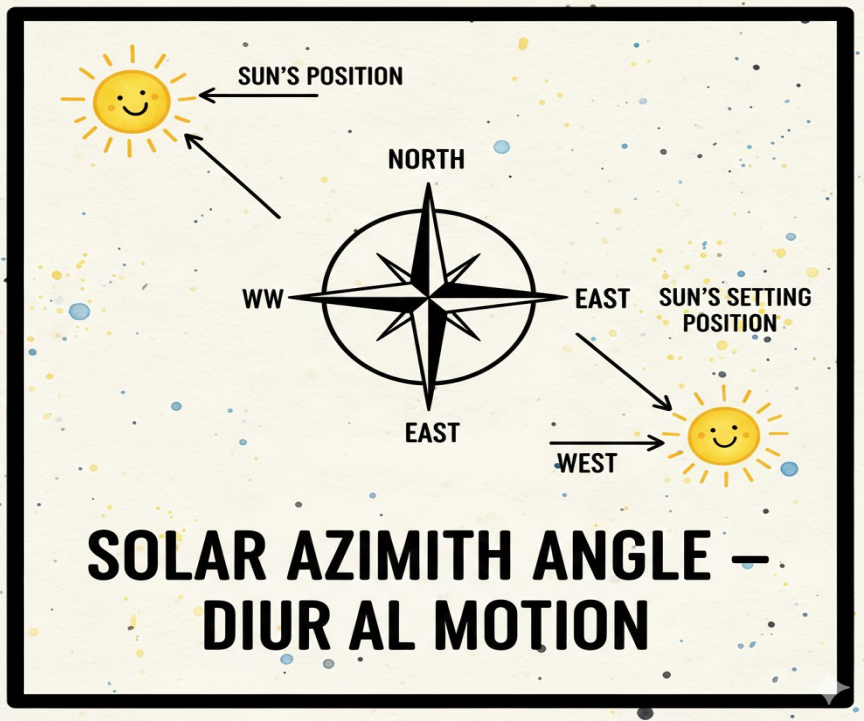 SUN'S POSITION
NORTH
WW
EAST
SUN'S SETTING
POSITION
EAST
WEST
SOLAR AZIMITH ANGLE –
DIUR AL MOTION